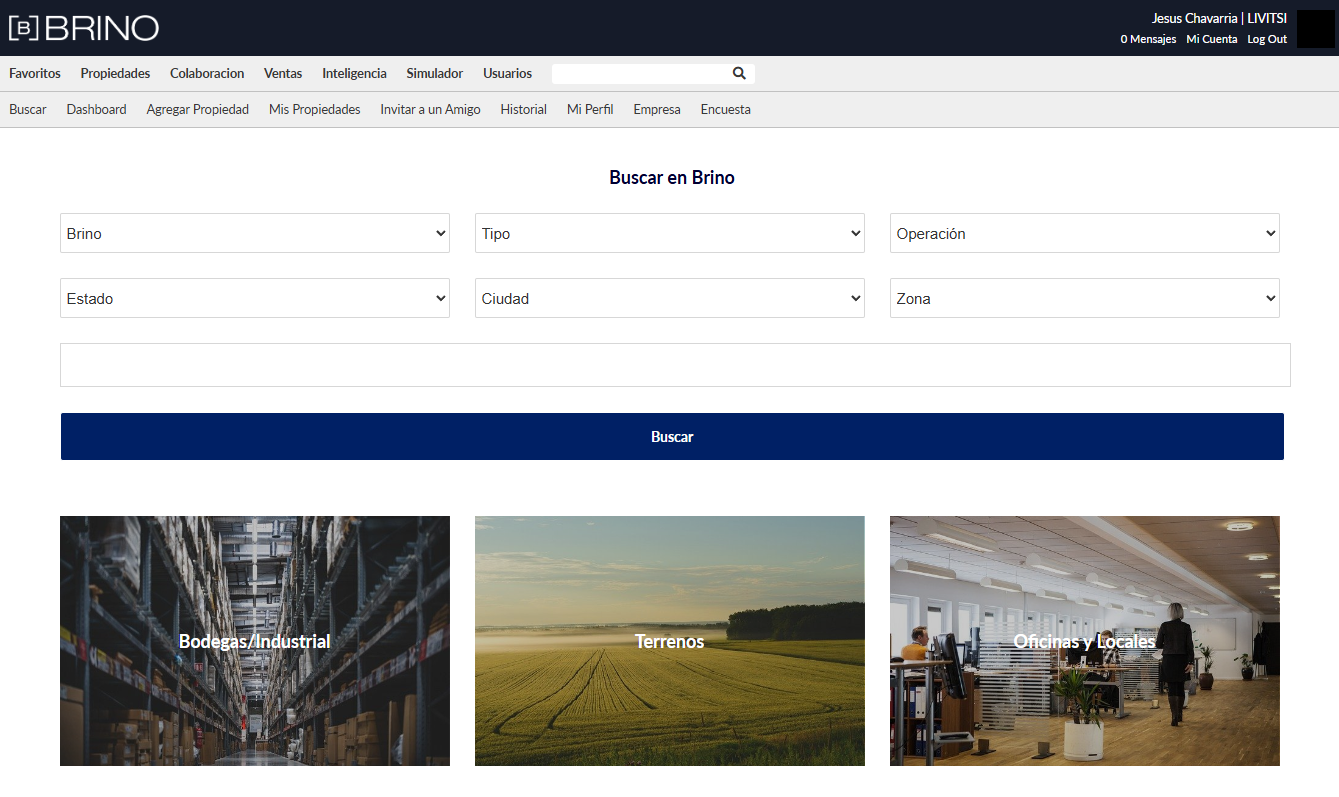 [B] BRINO
Jesus Chavarria | LIVITSI
0 Mensajes Mi Cuenta Log Out
Favoritos Propiedades Colaboracion Ventas Inteligencia Simulador Usuarios
Buscar Dashboard Agregar Propiedad Mis Propiedades Invitar a un Amigo Historial Mi Perfil Empresa Encuesta
Buscar en Brino
Brino Tipo Operación
Estado Ciudad Zona
Buscar
Bodegas/Industrial Terrenos Oficinas y Locales